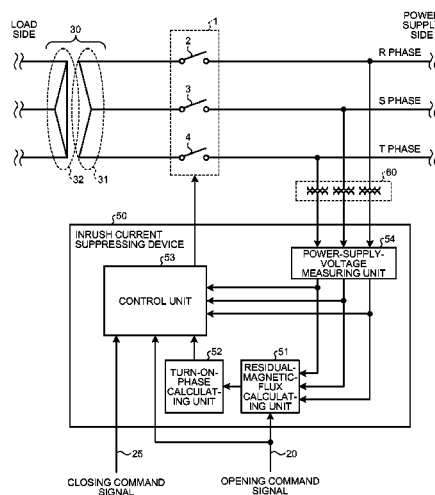 LOAD SIDE
30
1
POWER SUPPLY SIDE
2
R PHASE
3
S PHASE
4
T PHASE
32
31
60
50
INRUSH CURRENT
SUPPRESSING DEVICE
53
54
CONTROL UNIT
POWER-SUPPLY-
VOLTAGE
MEASURING UNIT
52
51
TURN-ON-
PHASE
CALCULAT-
ING UNIT
RESIDUAL-
MAGNETIC-
FLUX
CALCULAT-
ING UNIT
25
20
CLOSING COMMAND
SIGNAL
OPENING COMMAND
SIGNAL